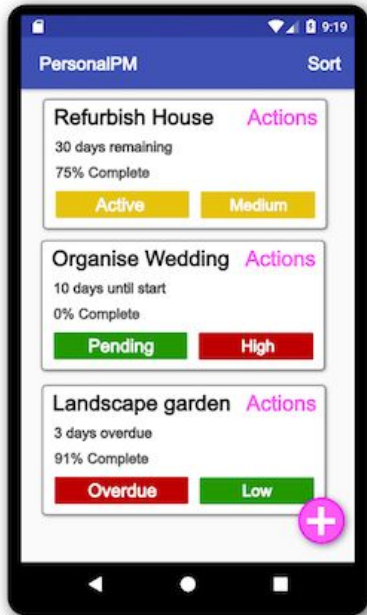 9:19
PersonalPM Sort
Refurbish House Actions
30 days remaining
75% Complete
Active Medium
Organise Wedding Actions
10 days until start
0% Complete
Pending High
Landscape garden Actions
3 days overdue
91% Complete
Overdue Low
+